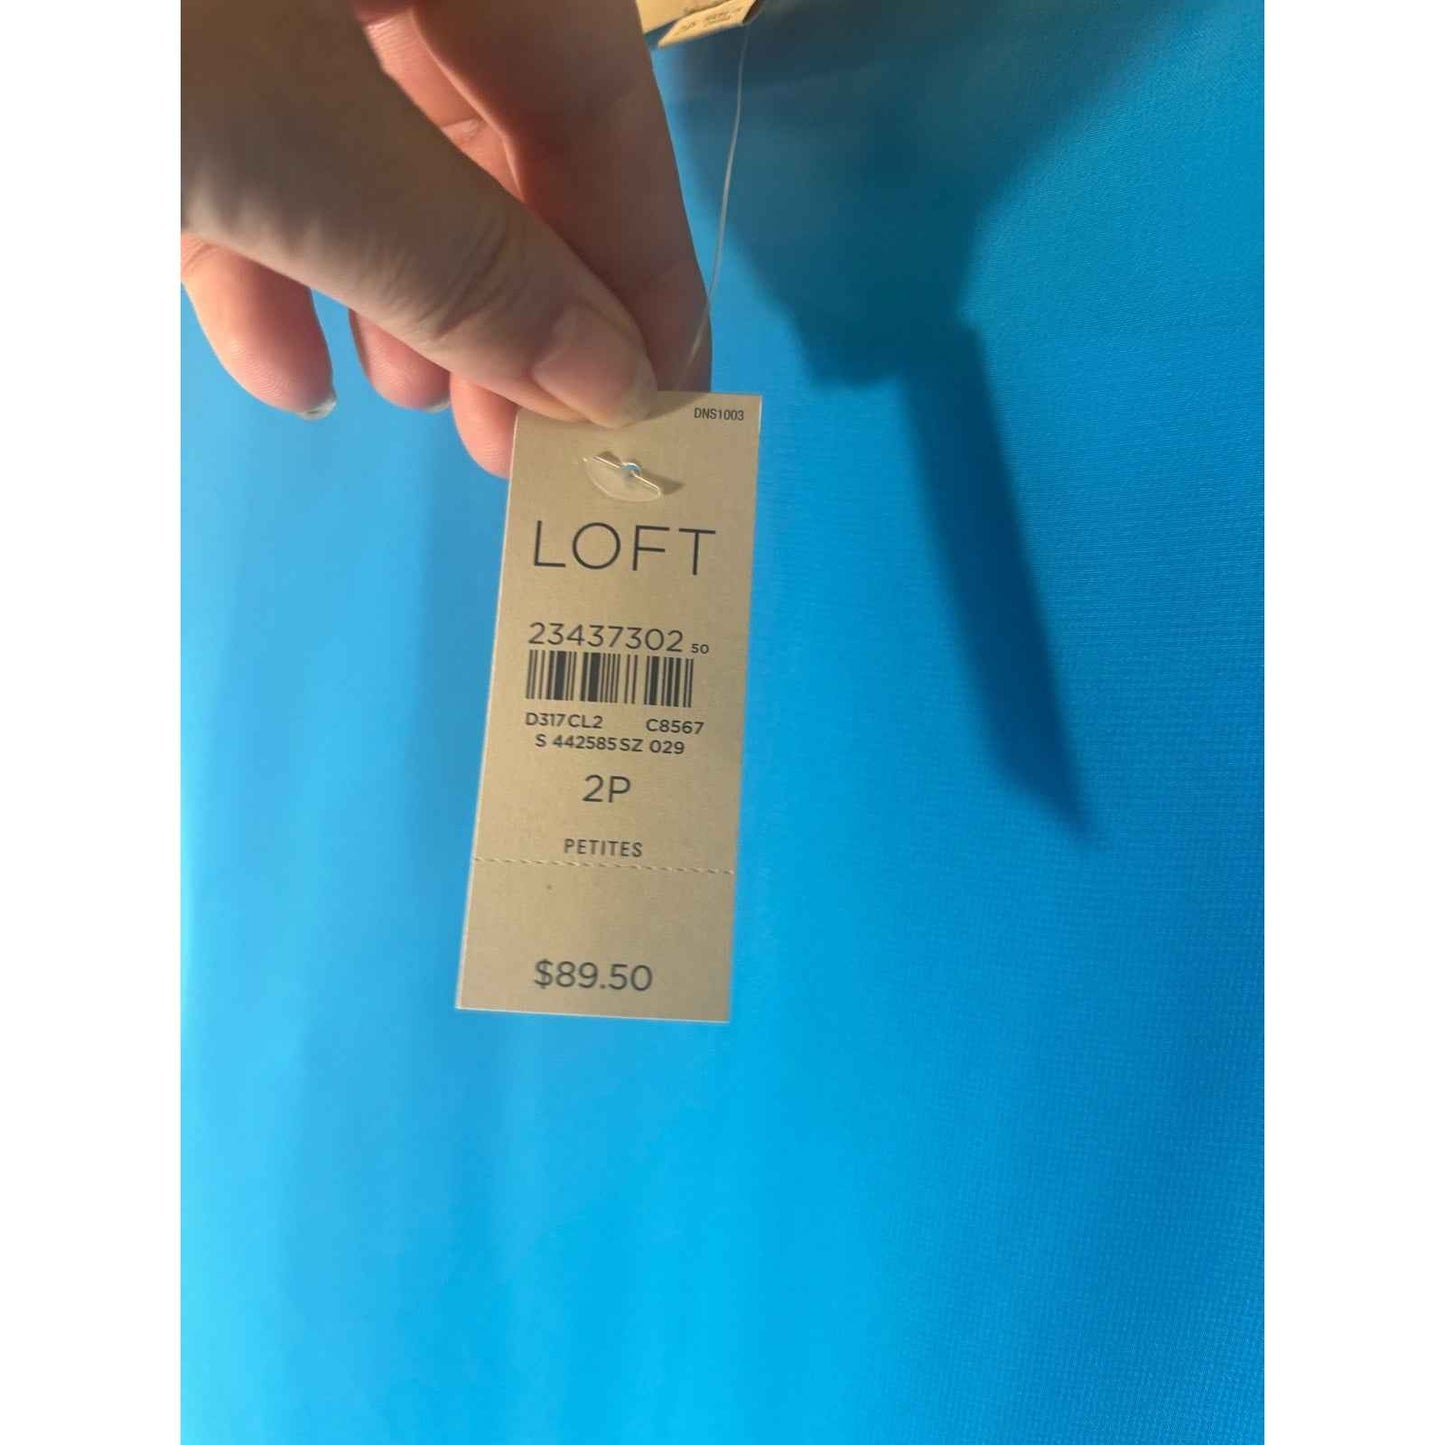 DNS1003
LOFT
23437302 50
D317CL2 C8567
S 442585 SZ 029
2P
PETITES
$89.50